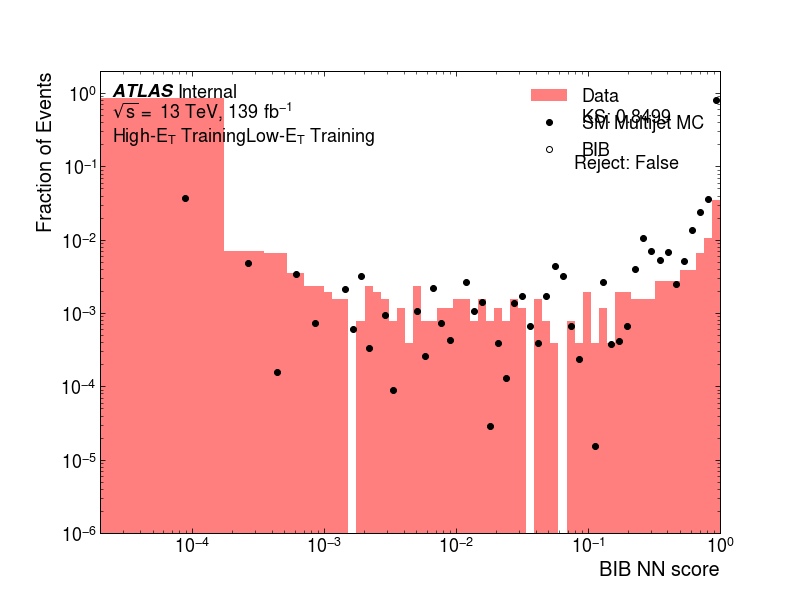 ATLAS Internal
√s = 13 TeV, 139 fb⁻¹
High-E_T TrainingLow-E_T Training
Data
KS: 0.8499
SM Multijet MC
BIB
Reject: False
Fraction of Events
10⁰
10⁻¹
10⁻²
10⁻³
10⁻⁴
10⁻⁵
10⁻⁶
10⁻⁴
10⁻³
10⁻²
10⁻¹
10⁰
BIB NN score